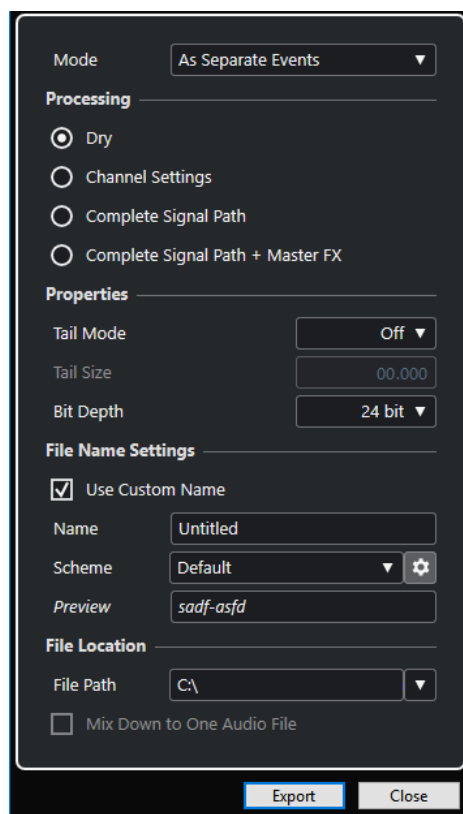 Mode As Separate Events
Processing
Dry
Channel Settings
Complete Signal Path
Complete Signal Path + Master FX
Properties
Tail Mode Off
Tail Size 00.000
Bit Depth 24 bit
File Name Settings
Use Custom Name
Name Untitled
Scheme Default
Preview sadf-asfd
File Location
File Path C:\
Mix Down to One Audio File
Export Close